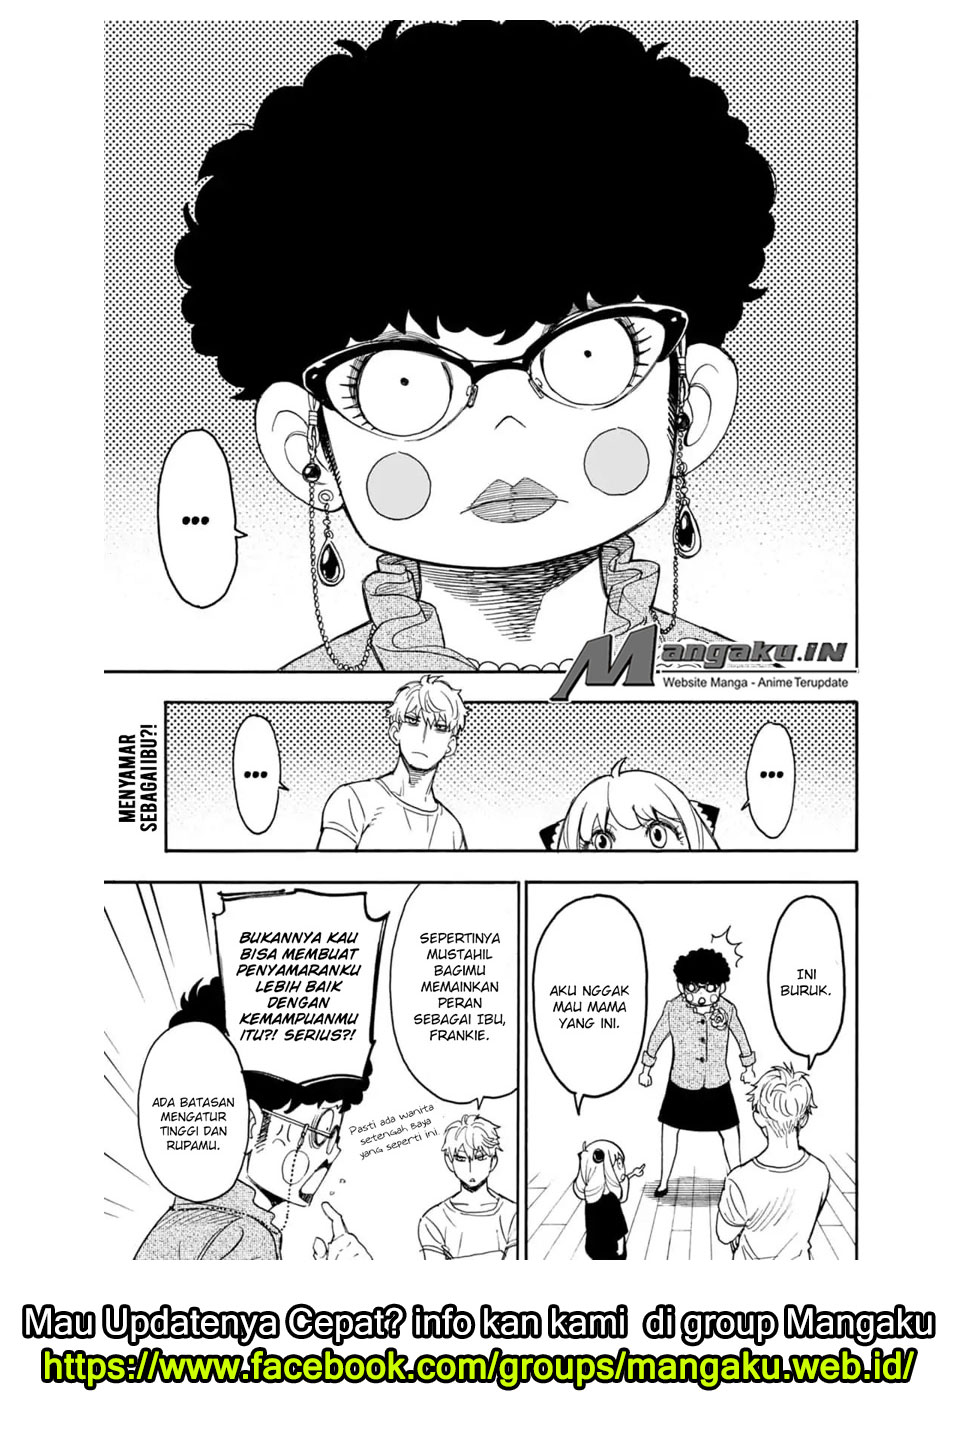 ...
Mangaku.IN
Website Manga - Anime Terupdate
MENYAMAR
SEBAGAI IBU?!
...
...
INI
BURUK.
AKU NGGAK
MAU MAMA
YANG INI.
SEPERTINYA
MUSTAHIL
BAGIMU
MEMAINKAN
PERAN
SEBAGAI IBU,
FRANKIE.
Pasti ada wanita
setengah baya
yang seperti ini.
BUKANNYA KAU
BISA MEMBUAT
PENYAMARANKU
LEBIH BAIK
DENGAN
KEMAMPUANMU
ITU?! SERIUS?!
ADA BATASAN
MENGATUR
TINGGI DAN
RUPAMU.
Mau Updatenya Cepat? info kan kami di group Mangaku
https://www.facebook.com/groups/mangaku.web.id/